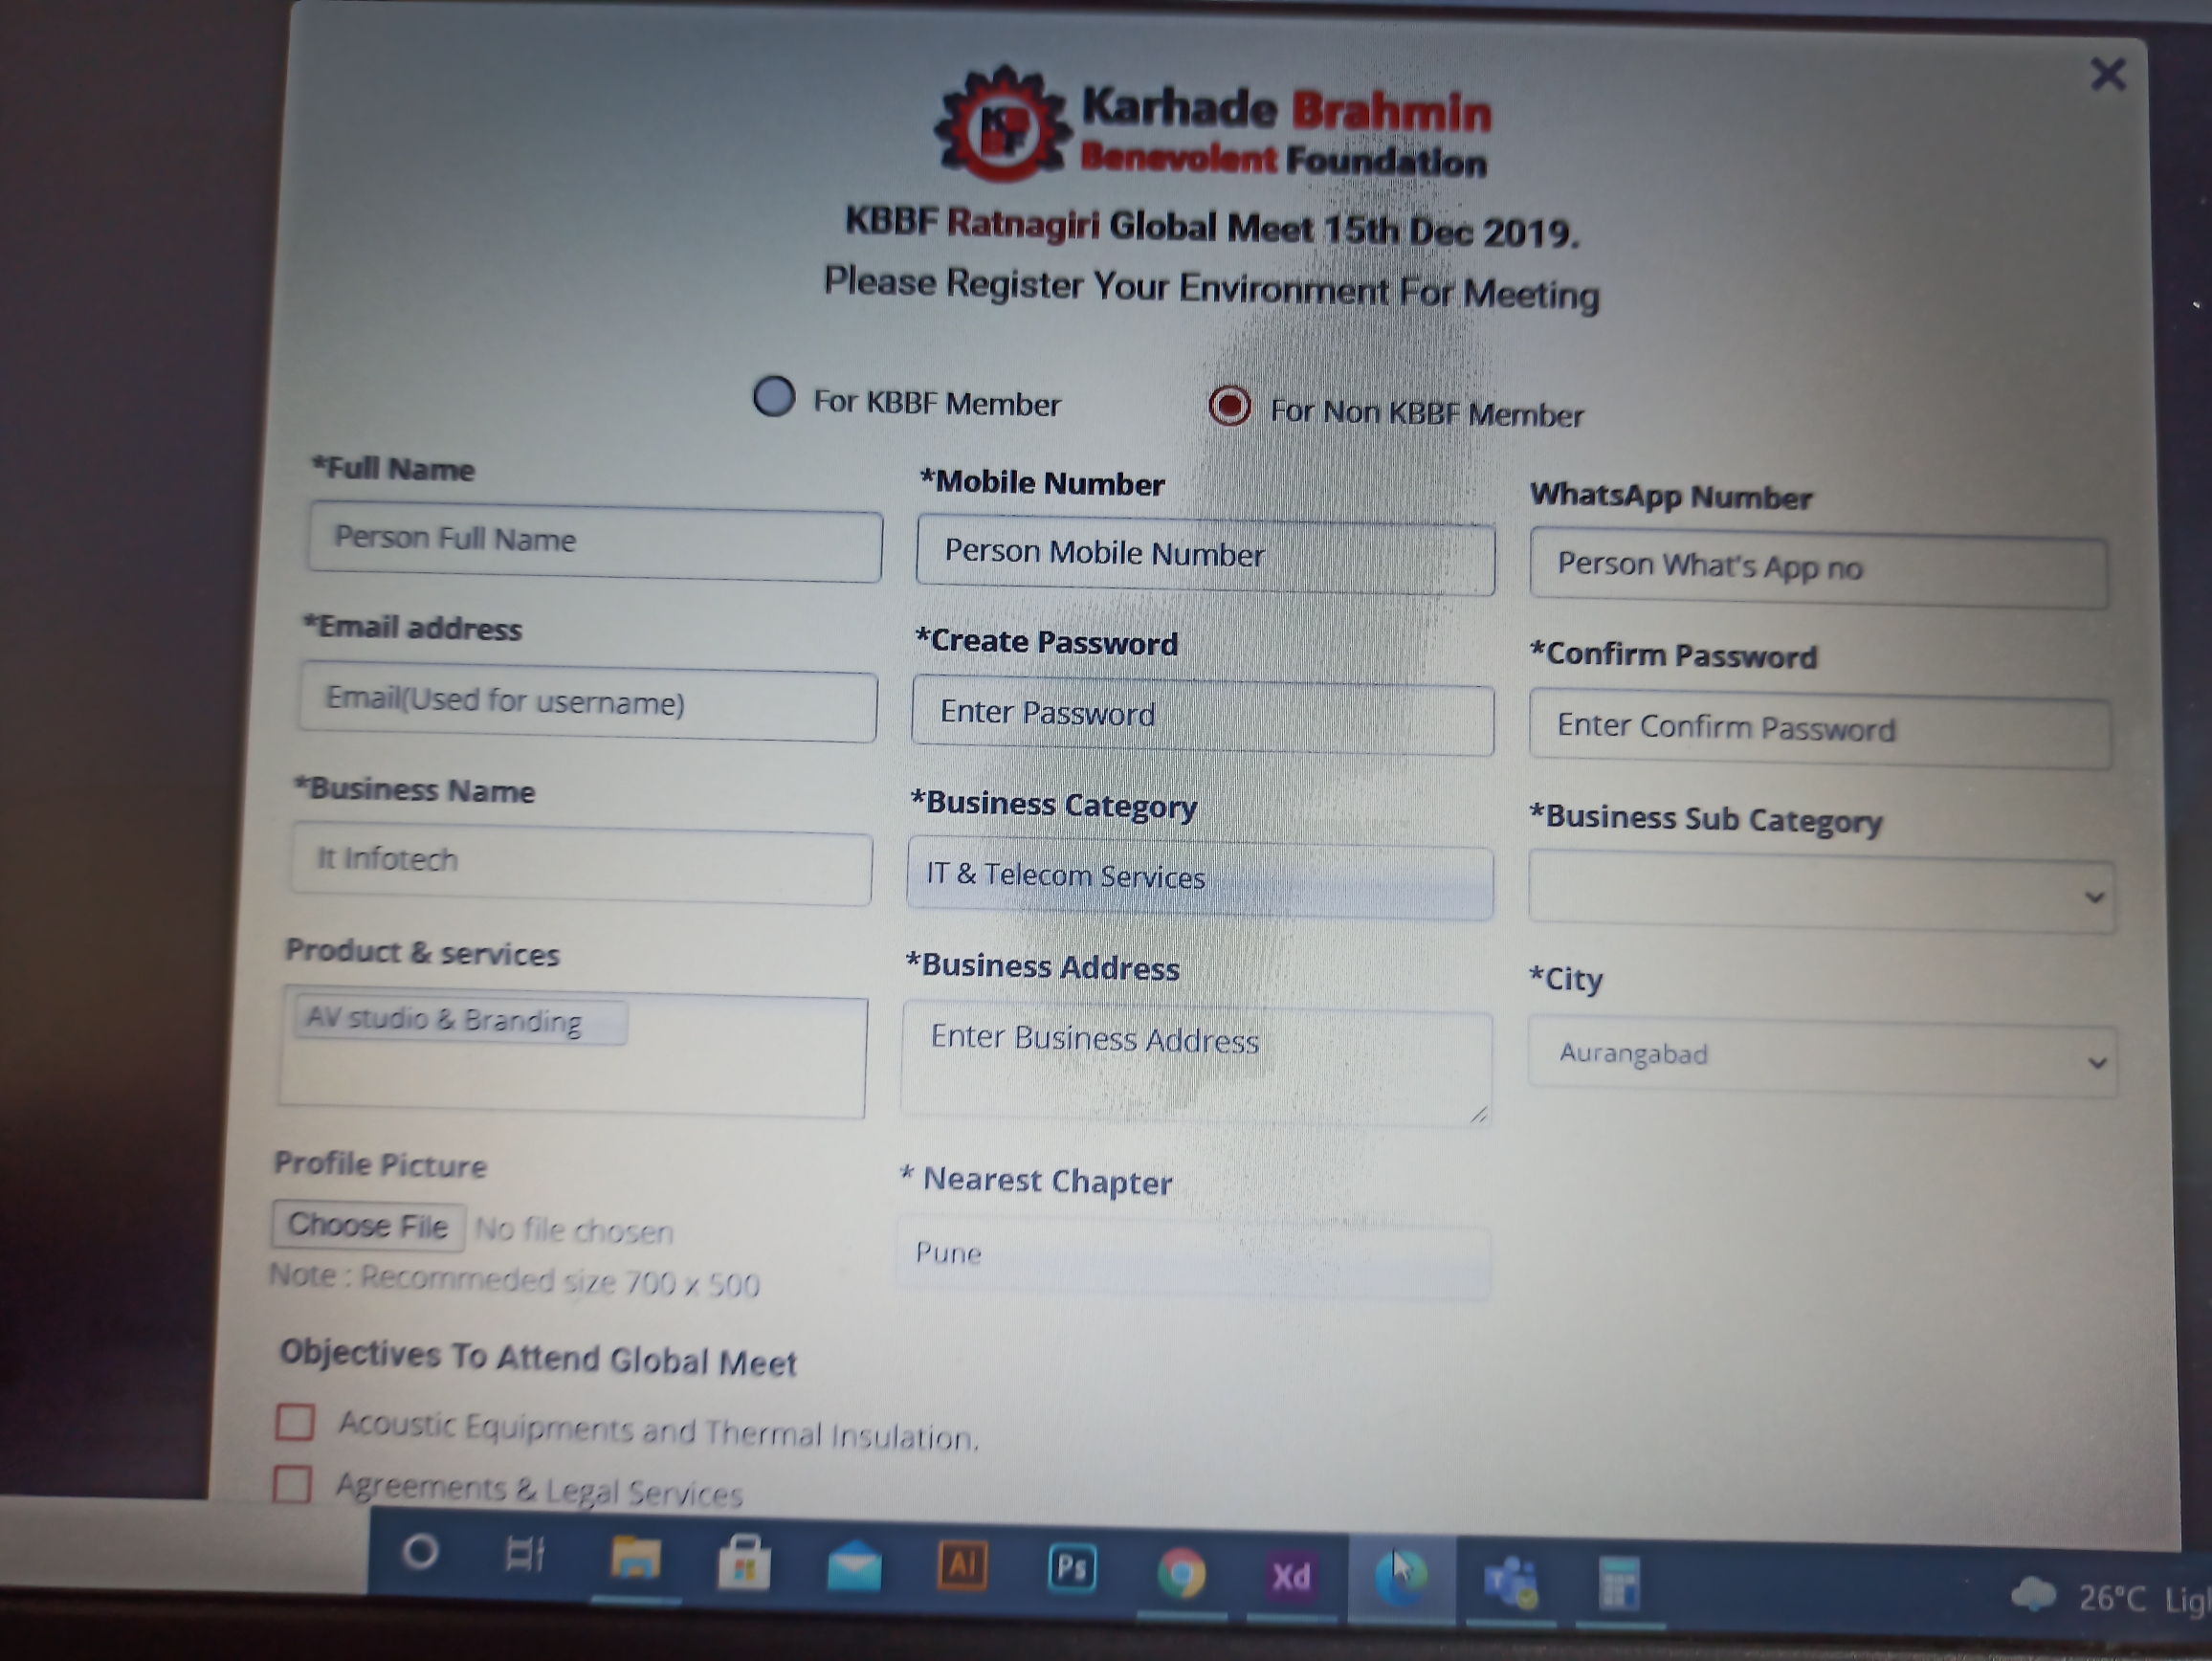 Karhade Brahmin
Benevolent Foundation
KBBF Ratnagiri Global Meet 15th Dec 2019.
Please Register Your Environment For Meeting
For KBBF Member For Non KBBF Member
*Full Name *Mobile Number WhatsApp Number
Person Full Name Person Mobile Number Person What's App no
*Email address *Create Password *Confirm Password
Email(Used for username) Enter Password Enter Confirm Password
*Business Name *Business Category *Business Sub Category
It Infotech IT & Telecom Services
Product & services *Business Address *City
AV studio & Branding Enter Business Address Aurangabad
Profile Picture * Nearest Chapter
Choose File No file chosen Pune
Note : Recommeded size 700 x 500
Objectives To Attend Global Meet
Acoustic Equipments and Thermal Insulation.
Agreements & Legal Services
Ai Ps Xd T 26°C